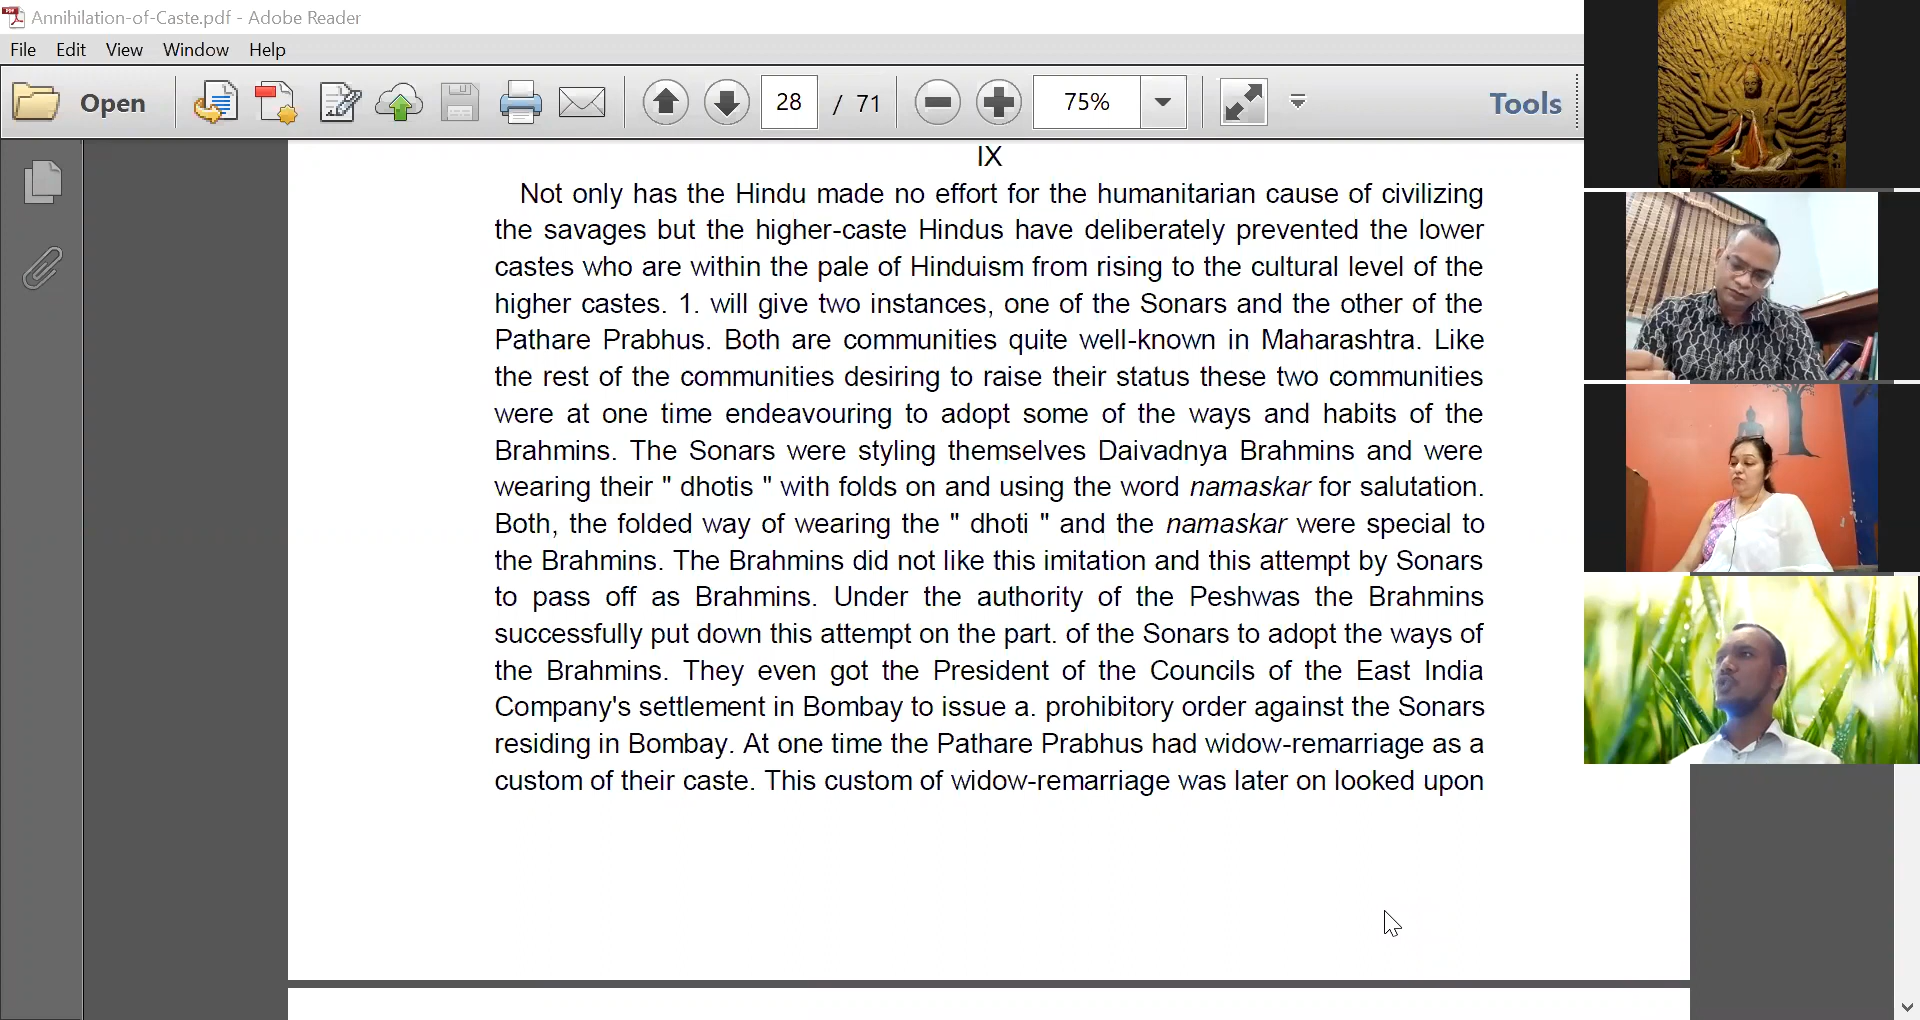 Annihilation-of-Caste.pdf - Adobe Reader
File Edit View Window Help
Open 28 / 71 75% Tools
IX
Not only has the Hindu made no effort for the humanitarian cause of civilizing
the savages but the higher-caste Hindus have deliberately prevented the lower
castes who are within the pale of Hinduism from rising to the cultural level of the
higher castes. 1. will give two instances, one of the Sonars and the other of the
Pathare Prabhus. Both are communities quite well-known in Maharashtra. Like
the rest of the communities desiring to raise their status these two communities
were at one time endeavouring to adopt some of the ways and habits of the
Brahmins. The Sonars were styling themselves Daivadnya Brahmins and were
wearing their " dhotis " with folds on and using the word namaskar for salutation.
Both, the folded way of wearing the " dhoti " and the namaskar were special to
the Brahmins. The Brahmins did not like this imitation and this attempt by Sonars
to pass off as Brahmins. Under the authority of the Peshwas the Brahmins
successfully put down this attempt on the part. of the Sonars to adopt the ways of
the Brahmins. They even got the President of the Councils of the East India
Company's settlement in Bombay to issue a. prohibitory order against the Sonars
residing in Bombay. At one time the Pathare Prabhus had widow-remarriage as a
custom of their caste. This custom of widow-remarriage was later on looked upon